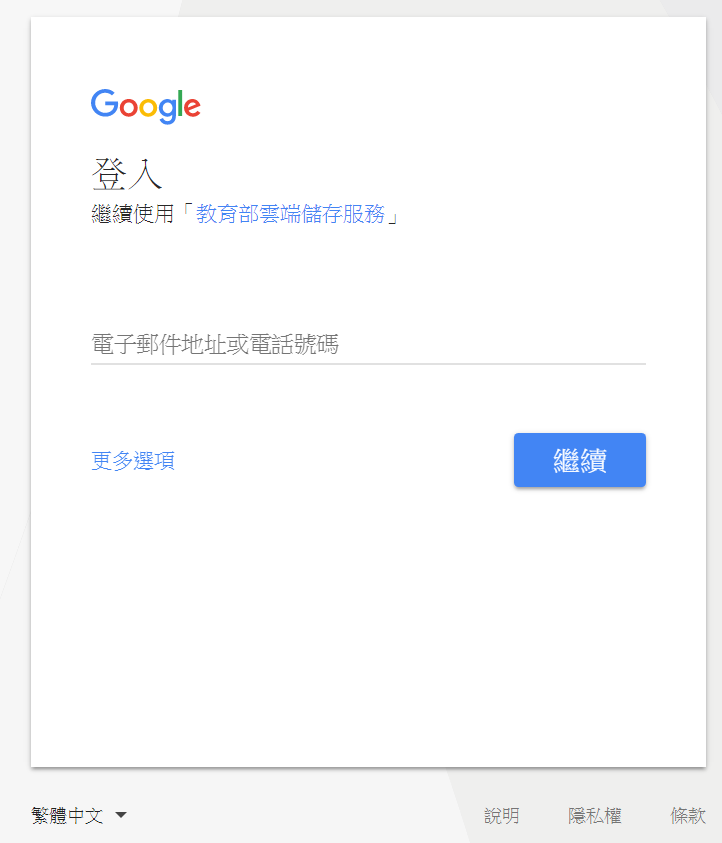 Google
登入
繼續使用「教育部雲端儲存服務」
電子郵件地址或電話號碼
更多選項
繼續
繁體中文
說明 隱私權 條款